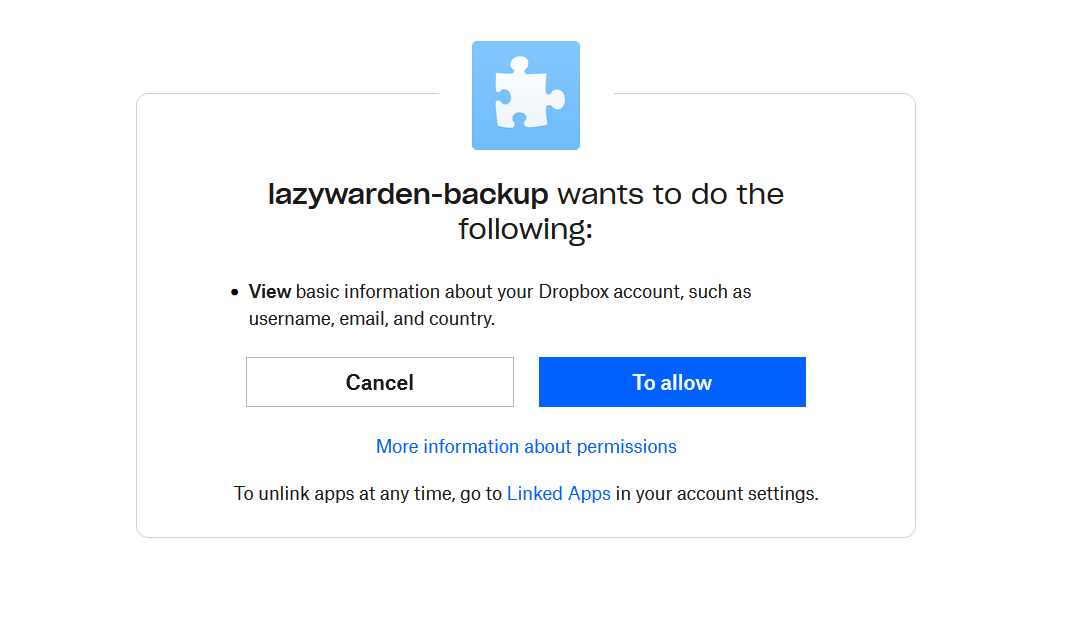 lazywarden-backup wants to do the
following:
• View basic information about your Dropbox account, such as
username, email, and country.
Cancel
To allow
More information about permissions
To unlink apps at any time, go to Linked Apps in your account settings.